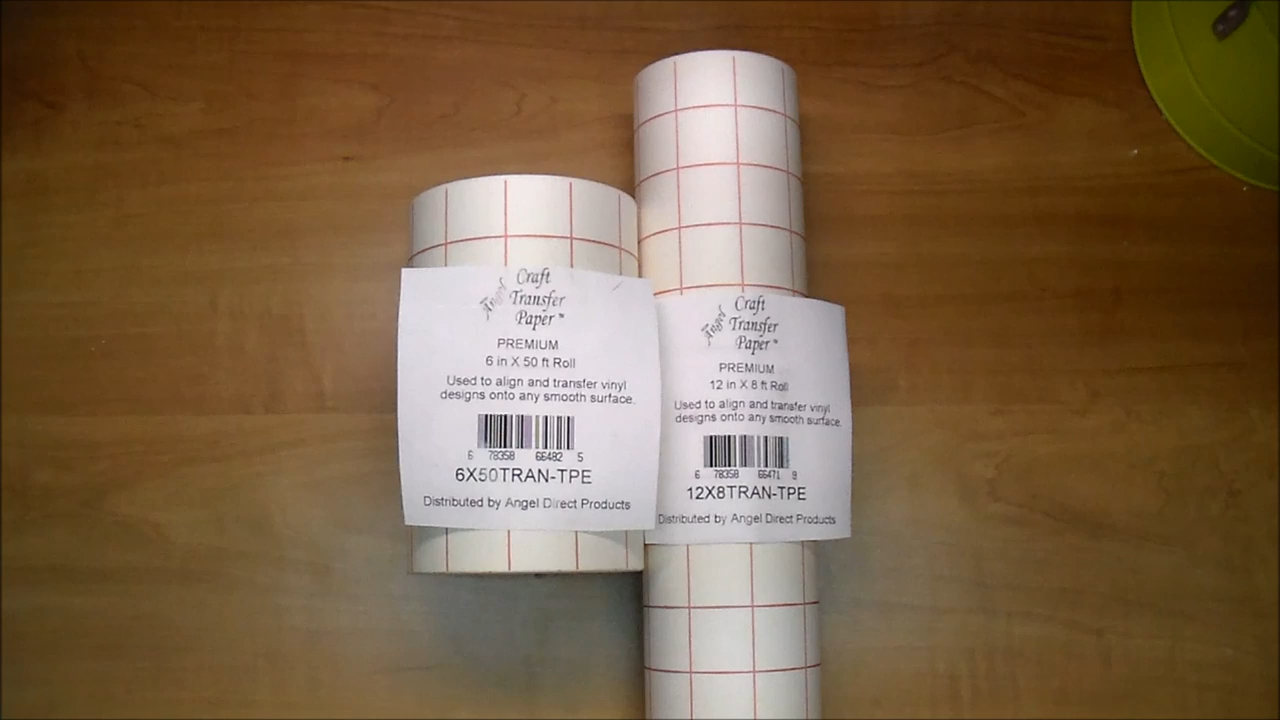 Angel
Craft
Transfer
Paper™
PREMIUM
6 in X 50 ft Roll
Used to align and transfer vinyl
designs onto any smooth surface.
6 78358 66482 5
6X50TRAN-TPE
Distributed by Angel Direct Products
Angel
Craft
Transfer
Paper™
PREMIUM
12 in X 8 ft Roll
Used to align and transfer vinyl
designs onto any smooth surface.
6 78358 66471 9
12X8TRAN-TPE
Distributed by Angel Direct Products